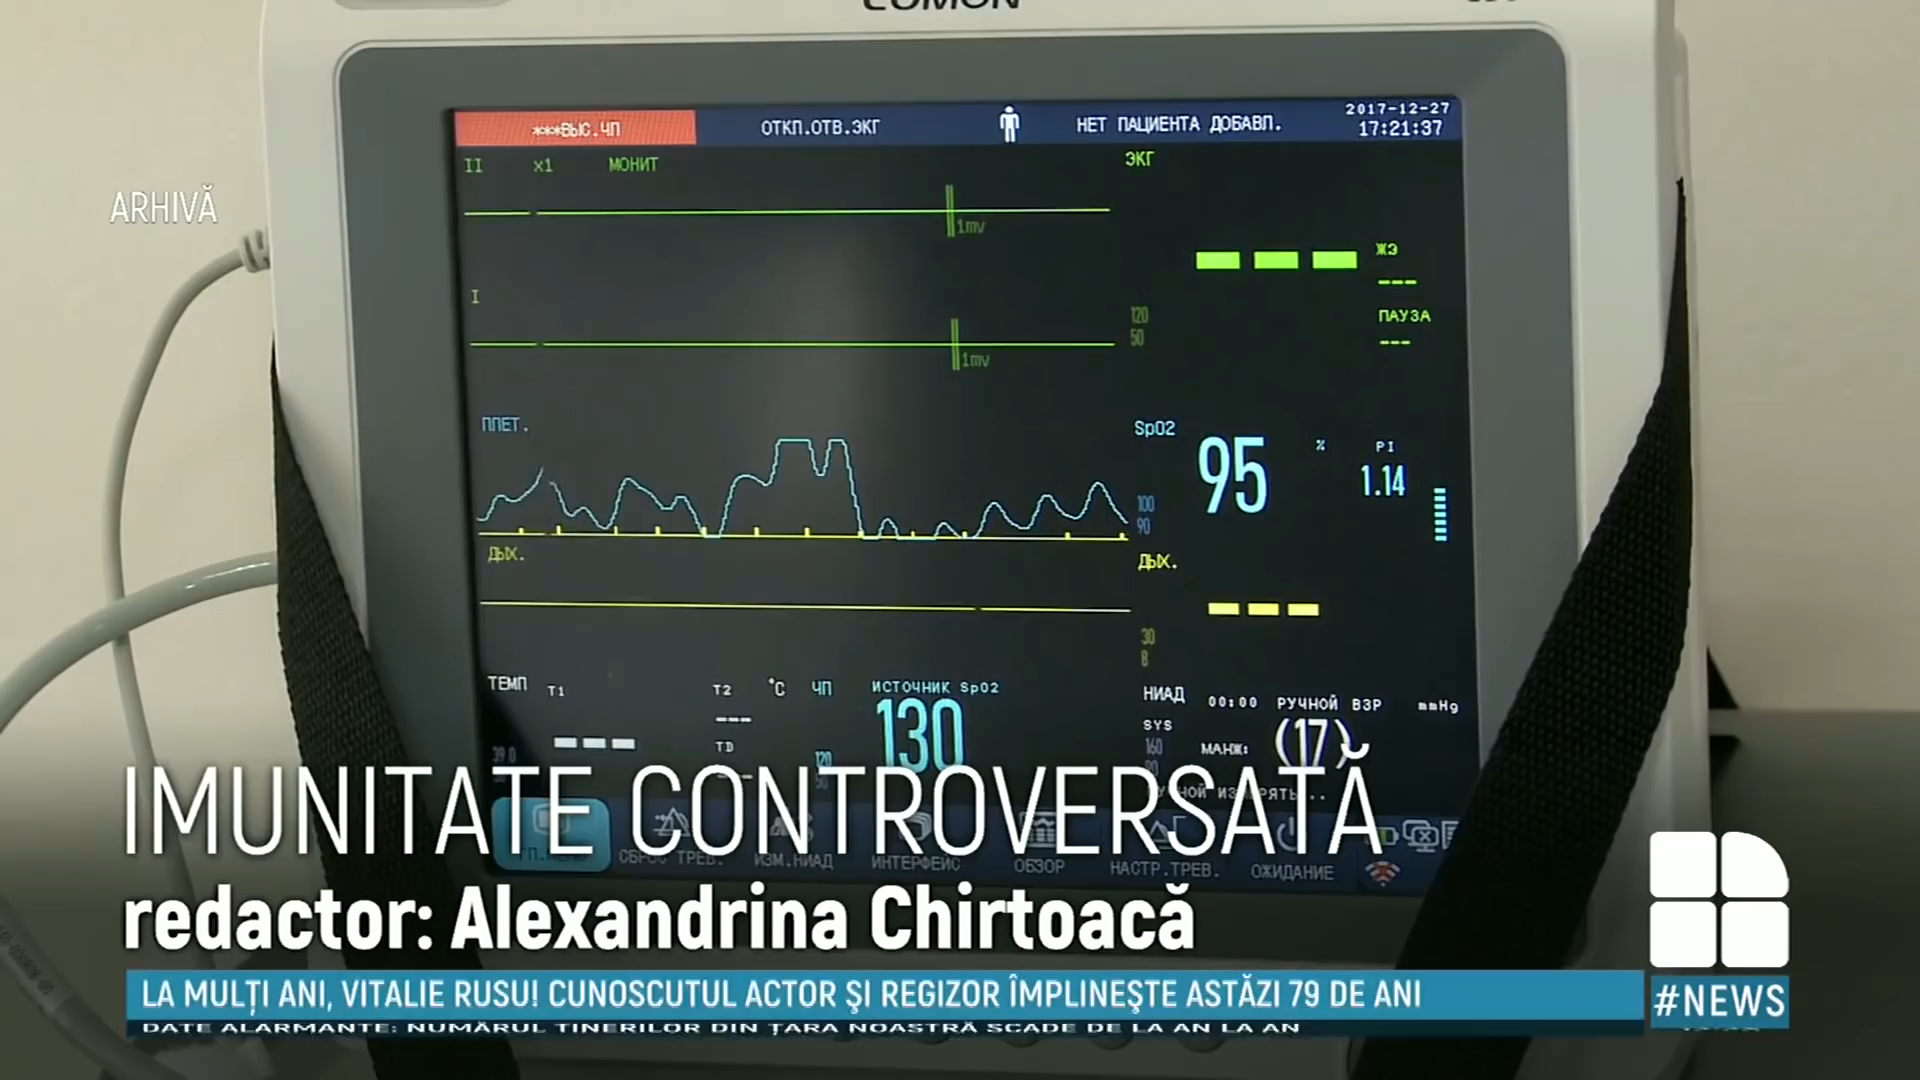 COMEN
***ВЫС.ЧП
ОТКЛ.ОТВ.ЭКГ
НЕТ ПАЦИЕНТА ДОБАВЛ.
2017-12-27
17:21:37
II x1 МОНИТ
ЭКГ
ARHIVĂ
1mv
ЖЭ
---
I
120
50
ПАУЗА
---
1mv
ПЛЕТ.
SpO2
95
%
PI
1.14
100
90
ДЫХ.
ДЫХ.
---
30
8
ТЕМП T1
T2 °C
ЧП
ИСТОЧНИК SpO2
130
НИАД 00:00 РУЧНОЙ ВЗР mmHg
SYS
160
МАНЖ: (17)
---
TD
39.0
120
IMUNITATE CONTROVERSATĂ
СБРОС ТРЕВ.
ИЗМ.НИАД
ИНТЕРФЕЙС
ОБЗОР
НАСТР.ТРЕВ.
ОЖИДАНИЕ
redactor: Alexandrina Chirtoacă
LA MULȚI ANI, VITALIE RUSU! CUNOSCUTUL ACTOR ŞI REGIZOR ÎMPLINEŞTE ASTĂZI 79 DE ANI
#NEWS
DATE ALARMANTE: NUMĂRUL TINERILOR DIN ȚARA NOASTRĂ SCADE DE LA AN LA AN